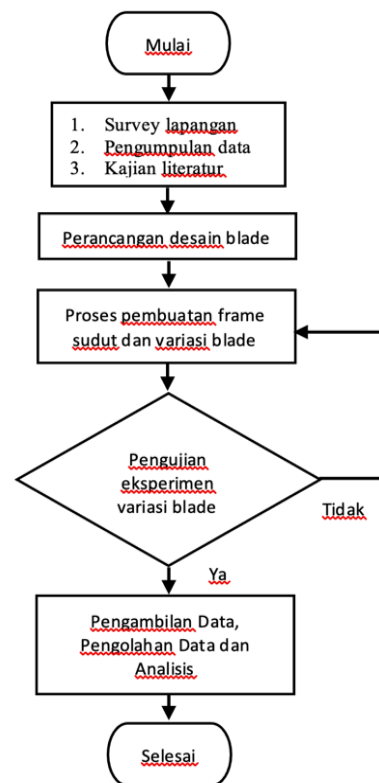 Mulai
1. Survey lapangan
2. Pengumpulan data
3. Kajian literatur
Perancangan desain blade
Proses pembuatan frame
sudut dan variasi blade
Pengujian
eksperimen
variasi blade
Tidak
Ya
Pengambilan Data,
Pengolahan Data dan
Analisis
Selesai